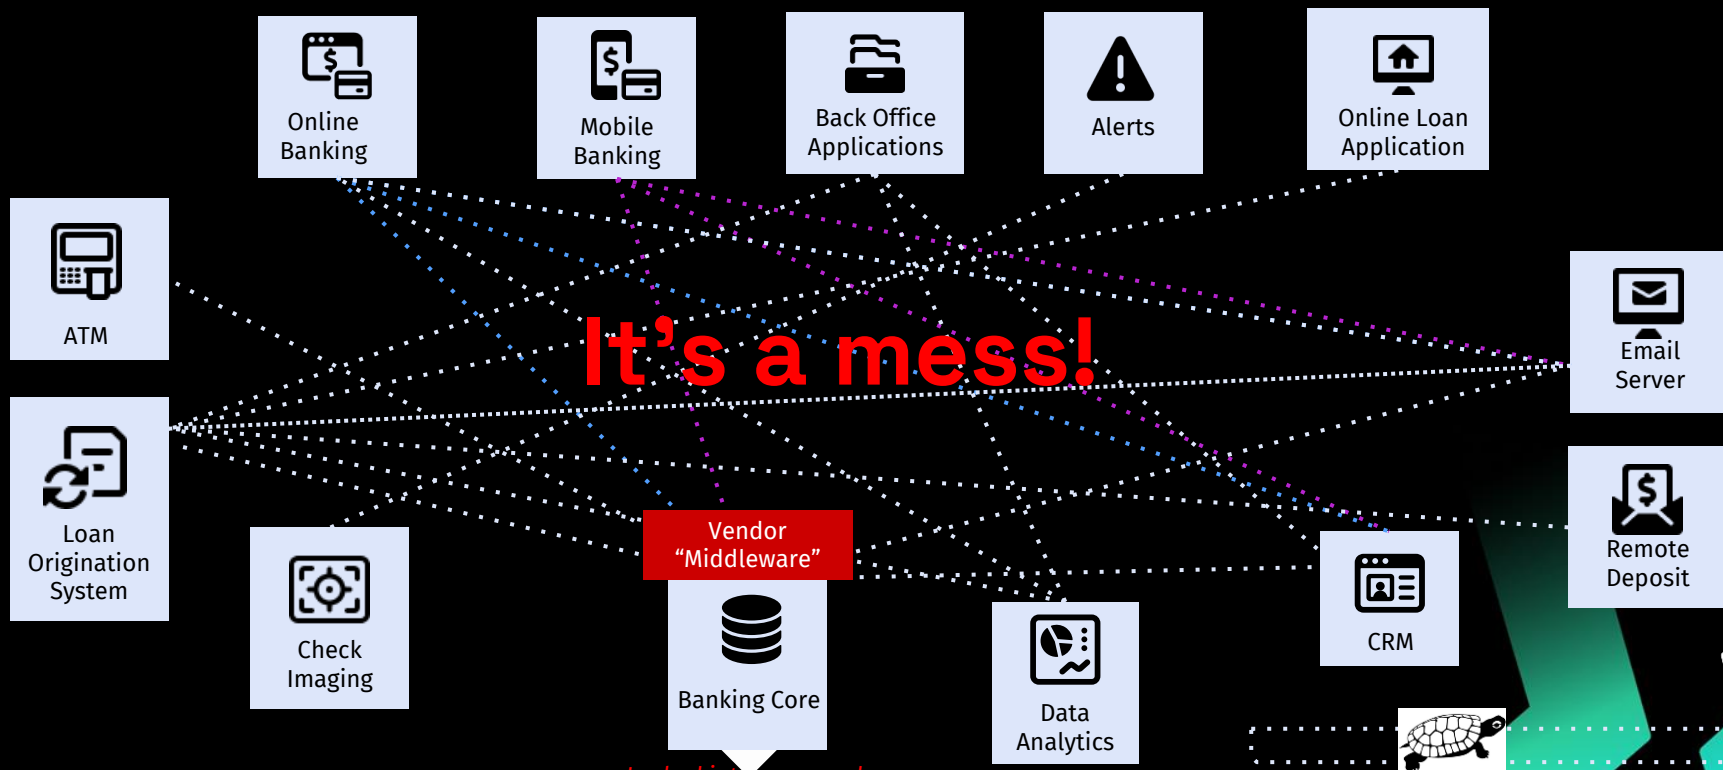 Online
Banking
Mobile
Banking
Back Office
Applications
Alerts
Online Loan
Application
ATM
It's a mess!
Email
Server
Loan
Origination
System
Vendor
“Middleware”
Remote
Deposit
Check
Imaging
Banking Core
CRM
Data
Analytics